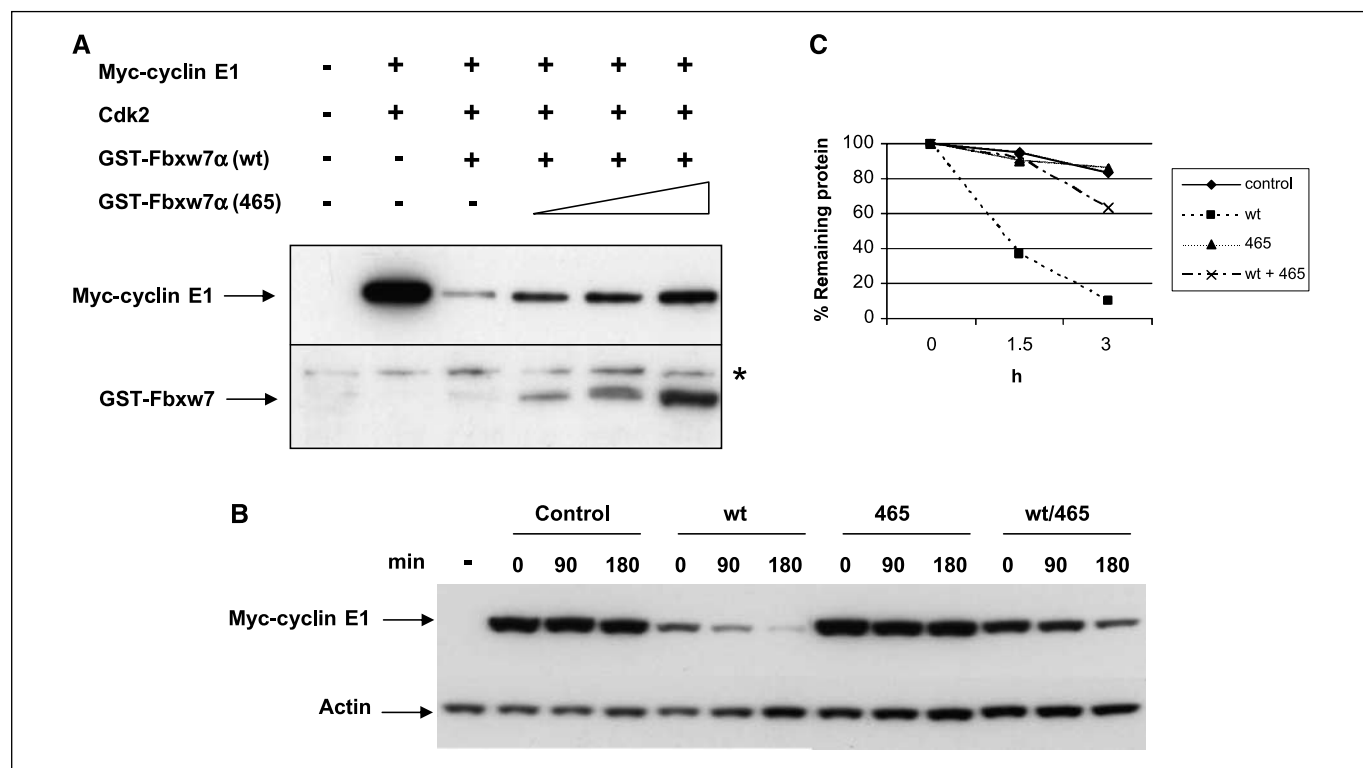 A
Myc-cyclin E1 - + + + + +
Cdk2 - + + + + +
GST-Fbxw7α (wt) - - + + + +
GST-Fbxw7α (465) - - -
Myc-cyclin E1
*
GST-Fbxw7
C
% Remaining protein
100
80
60
40
20
0
0 1.5 3
h
control
wt
465
wt + 465
B
Control wt 465 wt/465
min - 0 90 180 0 90 180 0 90 180 0 90 180
Myc-cyclin E1
Actin